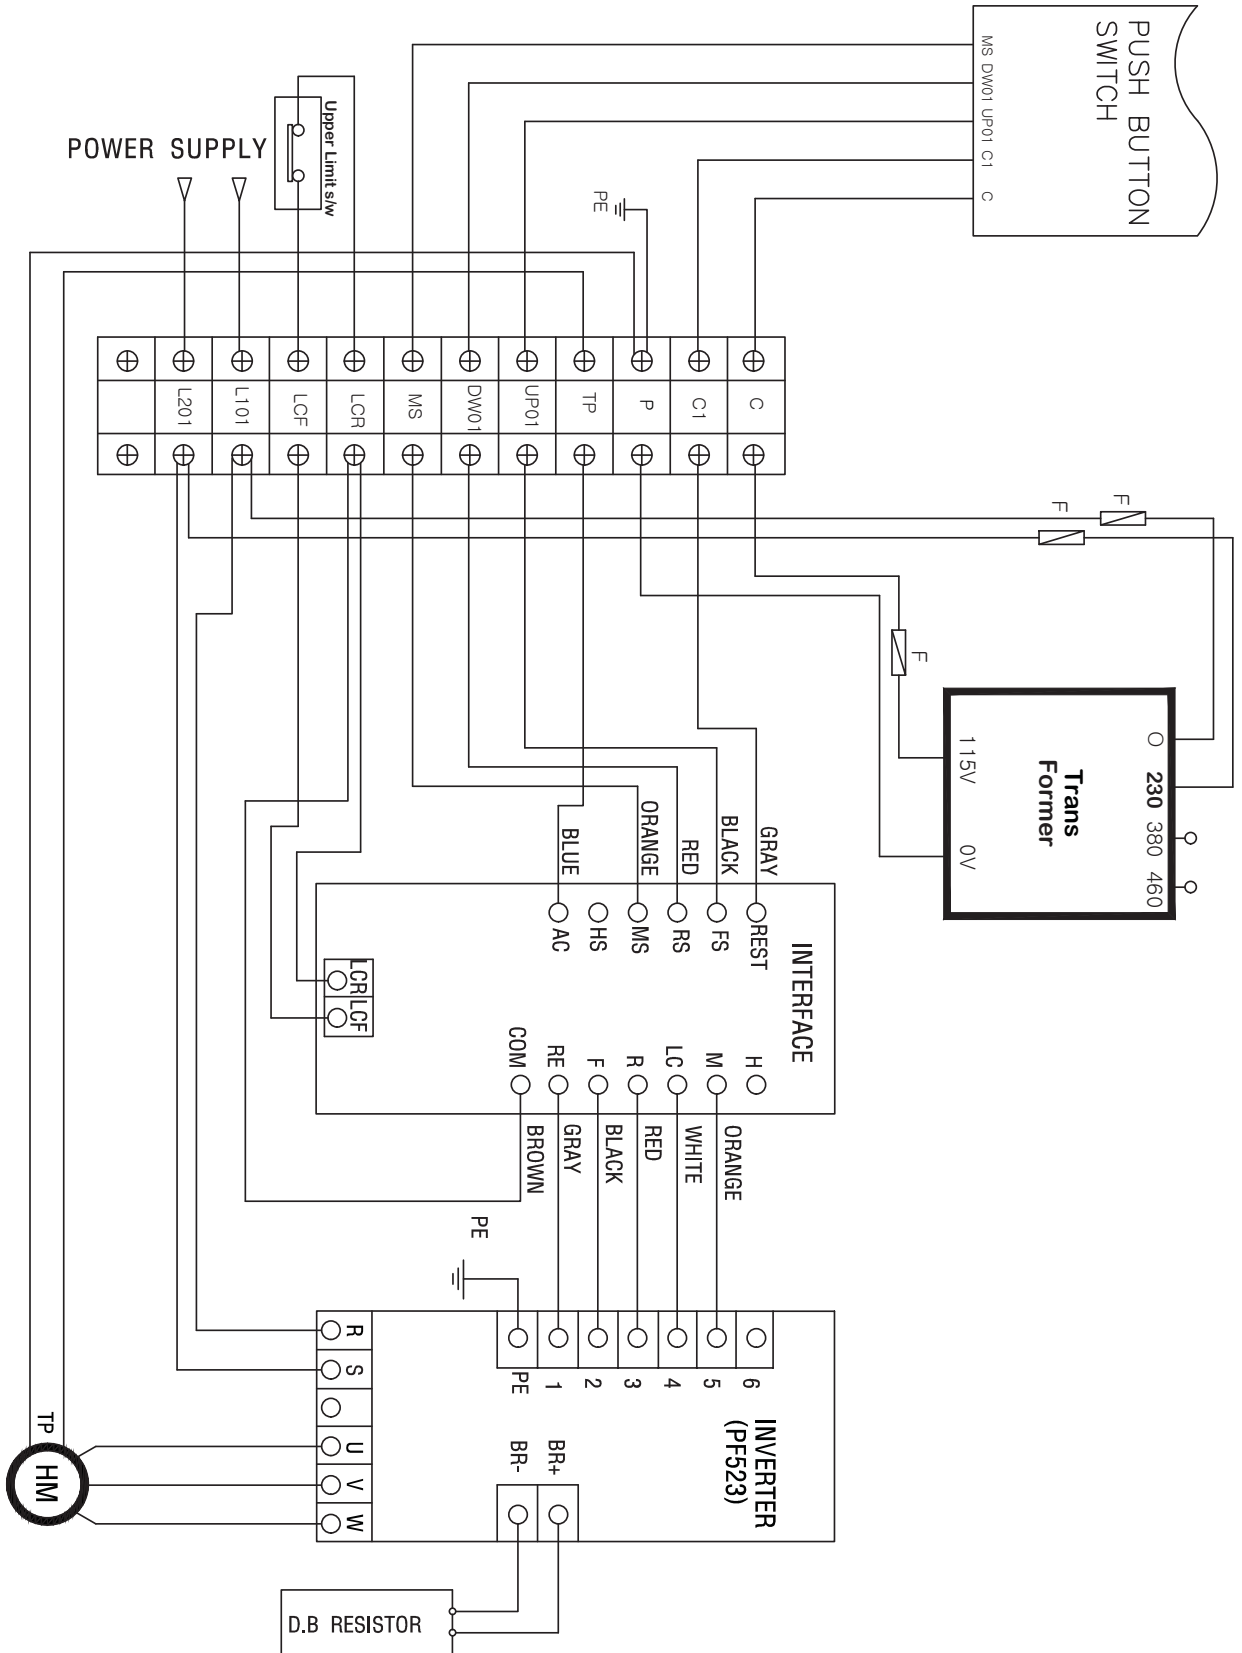 PUSH BUTTON
SWITCH
MS
DW01
UP01
C1
C
Upper Limit s/w
POWER SUPPLY
PE
L201
L101
LCF
LCR
MS
DW01
UP01
TP
P
C1
C
F
F
F
O
230
380
460
Trans
Former
115V
0V
BLUE
ORANGE
RED
BLACK
GRAY
AC
HS
MS
RS
FS
REST
INTERFACE
LCR
LCF
COM
RE
F
R
LC
M
H
BROWN
GRAY
BLACK
RED
WHITE
ORANGE
PE
R
S
U
V
W
PE
1
2
3
4
5
6
INVERTER
(PF523)
BR-
BR+
TP
HM
D.B RESISTOR